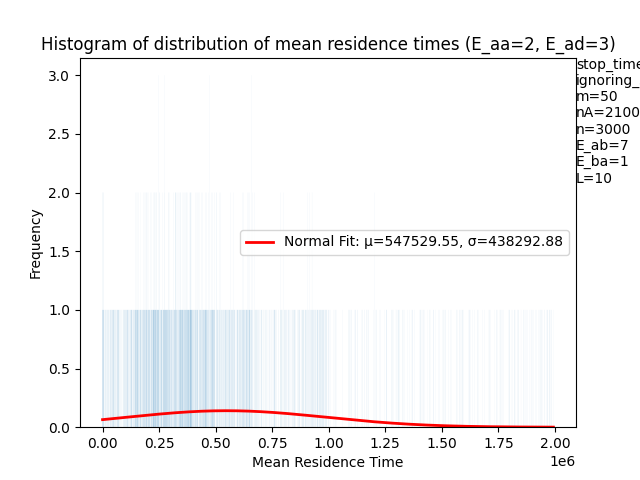 Histogram of distribution of mean residence times (E_aa=2, E_ad=3)
stop_time
ignoring_
m=50
nA=2100
n=3000
E_ab=7
E_ba=1
L=10
3.0
2.5
2.0
1.5
1.0
0.5
0.0
Frequency
Normal Fit: μ=547529.55, σ=438292.88
0.00 0.25 0.50 0.75 1.00 1.25 1.50 1.75 2.00
1e6
Mean Residence Time